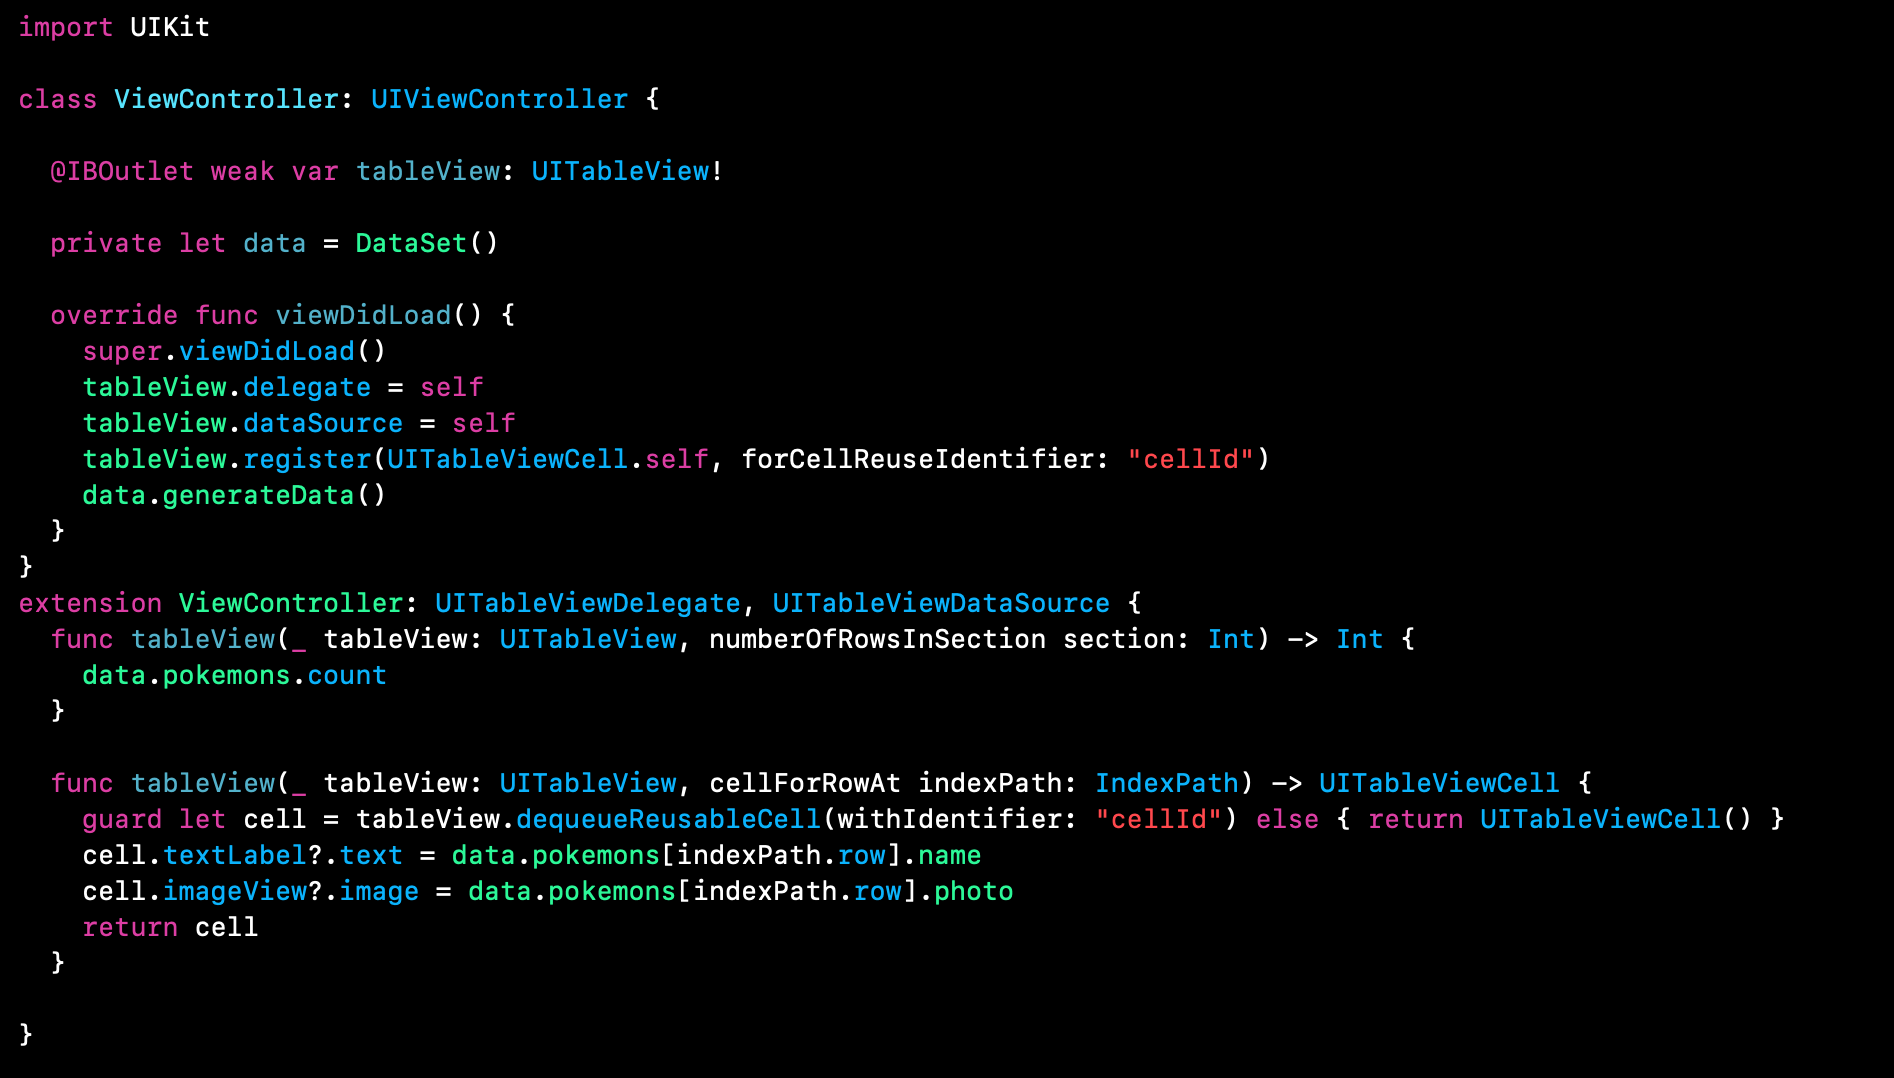 import UIKit
class ViewController: UIViewController {
  @IBOutlet weak var tableView: UITableView!
  private let data = DataSet()
  override func viewDidLoad() {
    super.viewDidLoad()
    tableView.delegate = self
    tableView.dataSource = self
    tableView.register(UITableViewCell.self, forCellReuseIdentifier: "cellId")
    data.generateData()
  }
}
extension ViewController: UITableViewDelegate, UITableViewDataSource {
  func tableView(_ tableView: UITableView, numberOfRowsInSection section: Int) -> Int {
    data.pokemons.count
  }
  func tableView(_ tableView: UITableView, cellForRowAt indexPath: IndexPath) -> UITableViewCell {
    guard let cell = tableView.dequeueReusableCell(withIdentifier: "cellId") else { return UITableViewCell() }
    cell.textLabel?.text = data.pokemons[indexPath.row].name
    cell.imageView?.image = data.pokemons[indexPath.row].photo
    return cell
  }
}